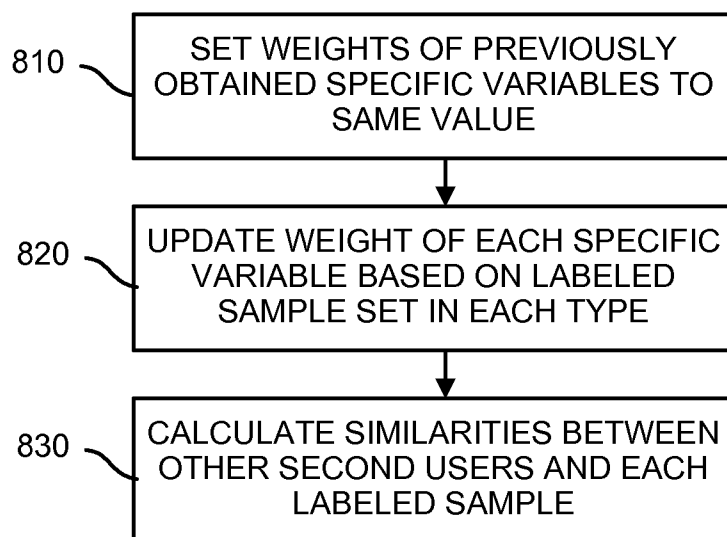 810
SET WEIGHTS OF PREVIOUSLY
OBTAINED SPECIFIC VARIABLES TO
SAME VALUE
820
UPDATE WEIGHT OF EACH SPECIFIC
VARIABLE BASED ON LABELED
SAMPLE SET IN EACH TYPE
830
CALCULATE SIMILARITIES BETWEEN
OTHER SECOND USERS AND EACH
LABELED SAMPLE